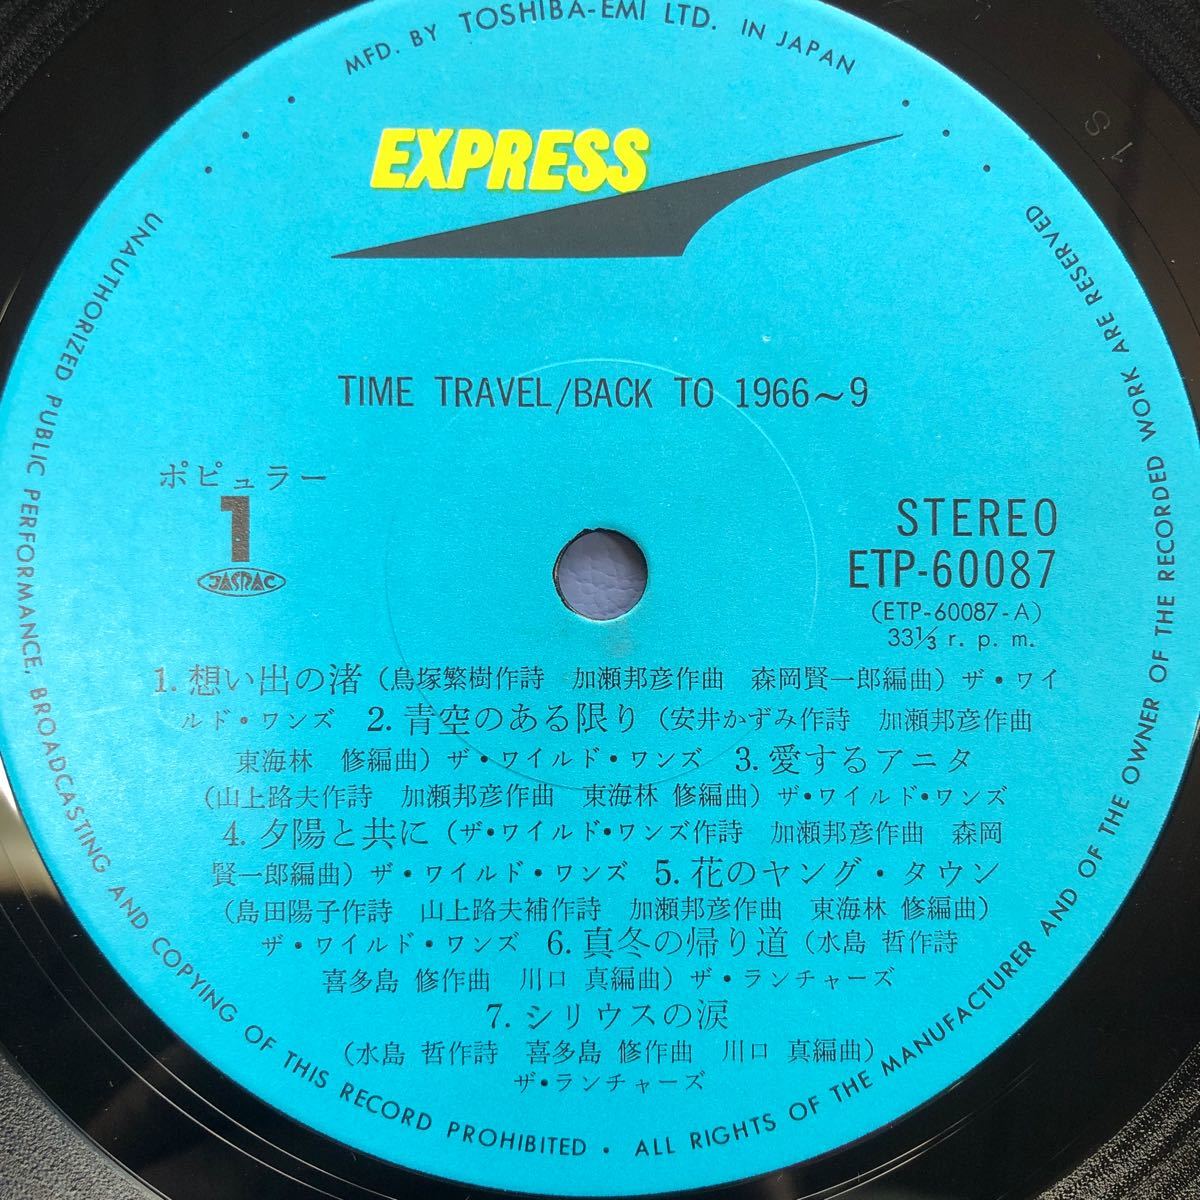 MFD. BY TOSHIBA-EMI LTD. IN JAPAN
EXPRESS
TIME TRAVEL/BACK TO 1966～9
ポピュラー
1
JASRAC
STEREO
ETP-60087
(ETP-60087-A)
33⅓ r. p. m.
1. 想い出の渚 (鳥塚繁樹作詩 加瀬邦彦作曲 森岡賢一郎編曲) ザ・ワイ
ルド・ワンズ 2. 青空のある限り (安井かずみ作詩 加瀬邦彦作曲
東海林 修編曲) ザ・ワイルド・ワンズ 3. 愛するアニタ
(山上路夫作詩 加瀬邦彦作曲 東海林 修編曲) ザ・ワイルド・ワンズ
4. 夕陽と共に (ザ・ワイルド・ワンズ作詩 加瀬邦彦作曲 森岡
賢一郎編曲) ザ・ワイルド・ワンズ 5. 花のヤング・タウン
(島田陽子作詩 山上路夫補作詩 加瀬邦彦作曲 東海林 修編曲)
ザ・ワイルド・ワンズ 6. 真冬の帰り道 (水島 哲作詩
喜多島 修作曲 川口 真編曲) ザ・ランチャーズ
7. シリウスの涙
(水島 哲作詩 喜多島 修作曲 川口 真編曲)
ザ・ランチャーズ
UNAUTHORIZED PUBLIC PERFORMANCE, BROADCASTING AND COPYING OF THIS RECORD PROHIBITED • ALL RIGHTS OF THE MANUFACTURER AND OF THE OWNER OF THE RECORDED WORK ARE RESERVED
1 S